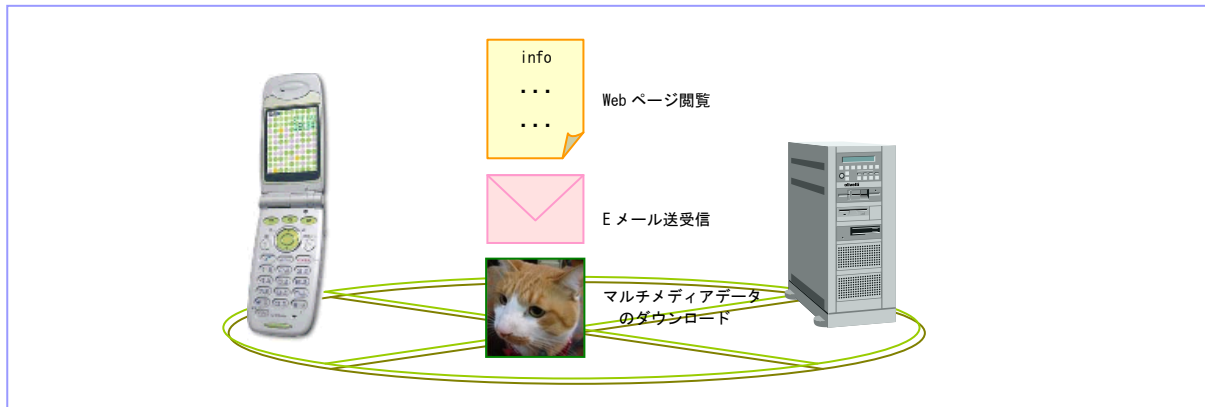 info
...
...
Web ページ閲覧
E メール送受信
マルチメディアデータ
のダウンロード
olivetti